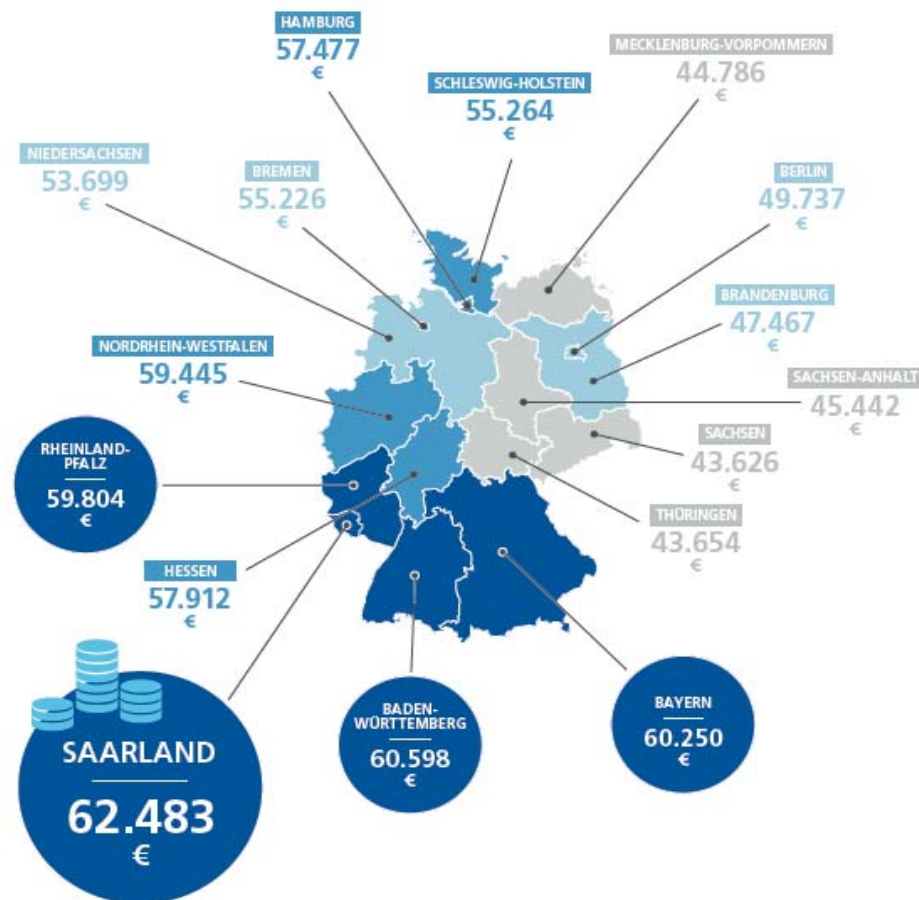 HAMBURG
57.477
€
MECKLENBURG-VORPOMMERN
44.786
€
SCHLESWIG-HOLSTEIN
55.264
€
NIEDERSACHSEN
53.699
€
BREMEN
55.226
€
BERLIN
49.737
€
BRANDENBURG
47.467
€
NORDRHEIN-WESTFALEN
59.445
€
SACHSEN-ANHALT
45.442
€
RHEINLAND-
PFALZ
59.804
€
SACHSEN
43.626
€
THÜRINGEN
43.654
€
HESSEN
57.912
€
SAARLAND
62.483
€
BADEN-
WÜRTTEMBERG
60.598
€
BAYERN
60.250
€